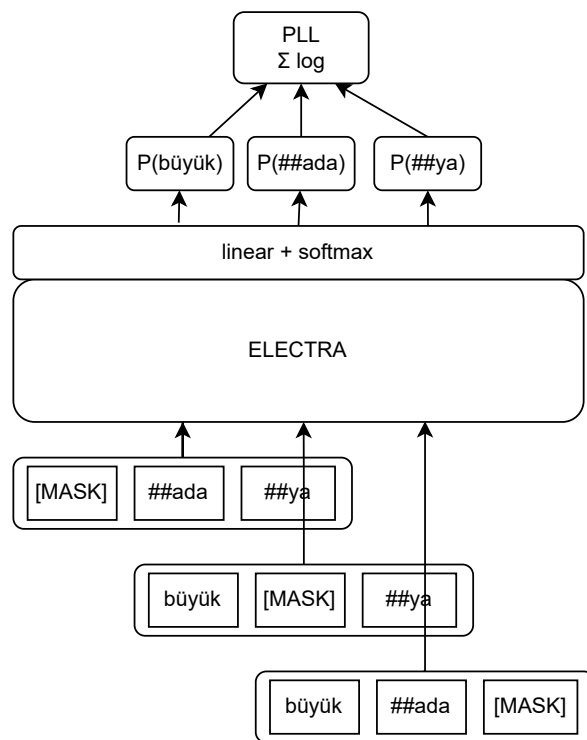 PLL
Σ log
P(büyük)
P(##ada)
P(##ya)
linear + softmax
ELECTRA
[MASK]
##ada
##ya
büyük
[MASK]
##ya
büyük
##ada
[MASK]